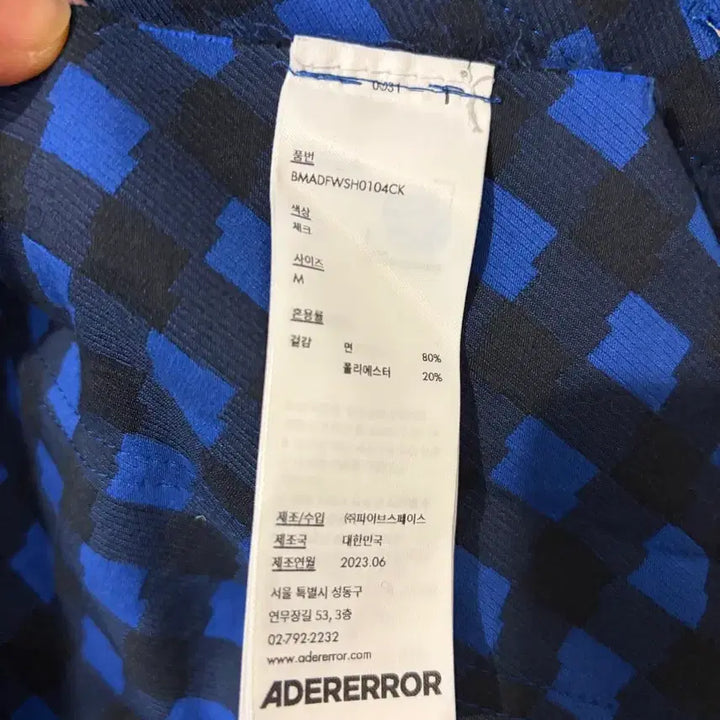 0031
품번
BMADFWSH0104CK
색상
체크
사이즈
M
혼용률
겉감 면 80%
폴리에스터 20%
제조/수입 ㈜파이브스페이스
제조국 대한민국
제조연월 2023.06
서울 특별시 성동구
연무장길 53, 3층
02-792-2232
www.adererror.com
ADERERROR